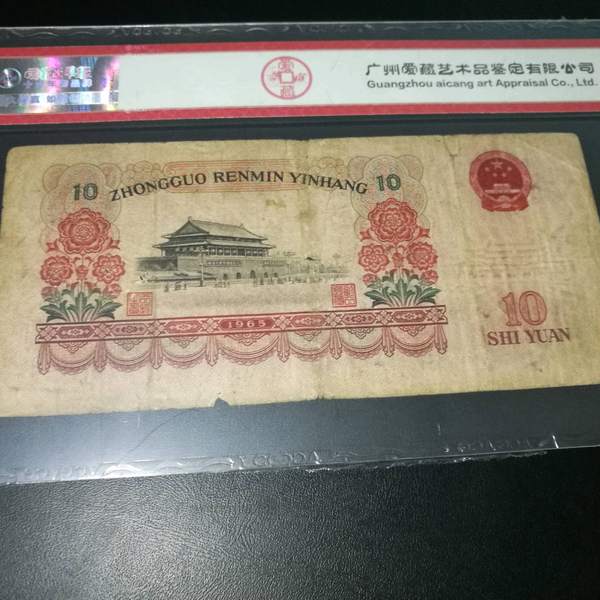 广州爱藏艺术品鉴定有限公司
Guangzhou aicang art Appraisal Co., Ltd.
10 ZHONGGUO RENMIN YINHANG 10
1965
10
SHI YUAN